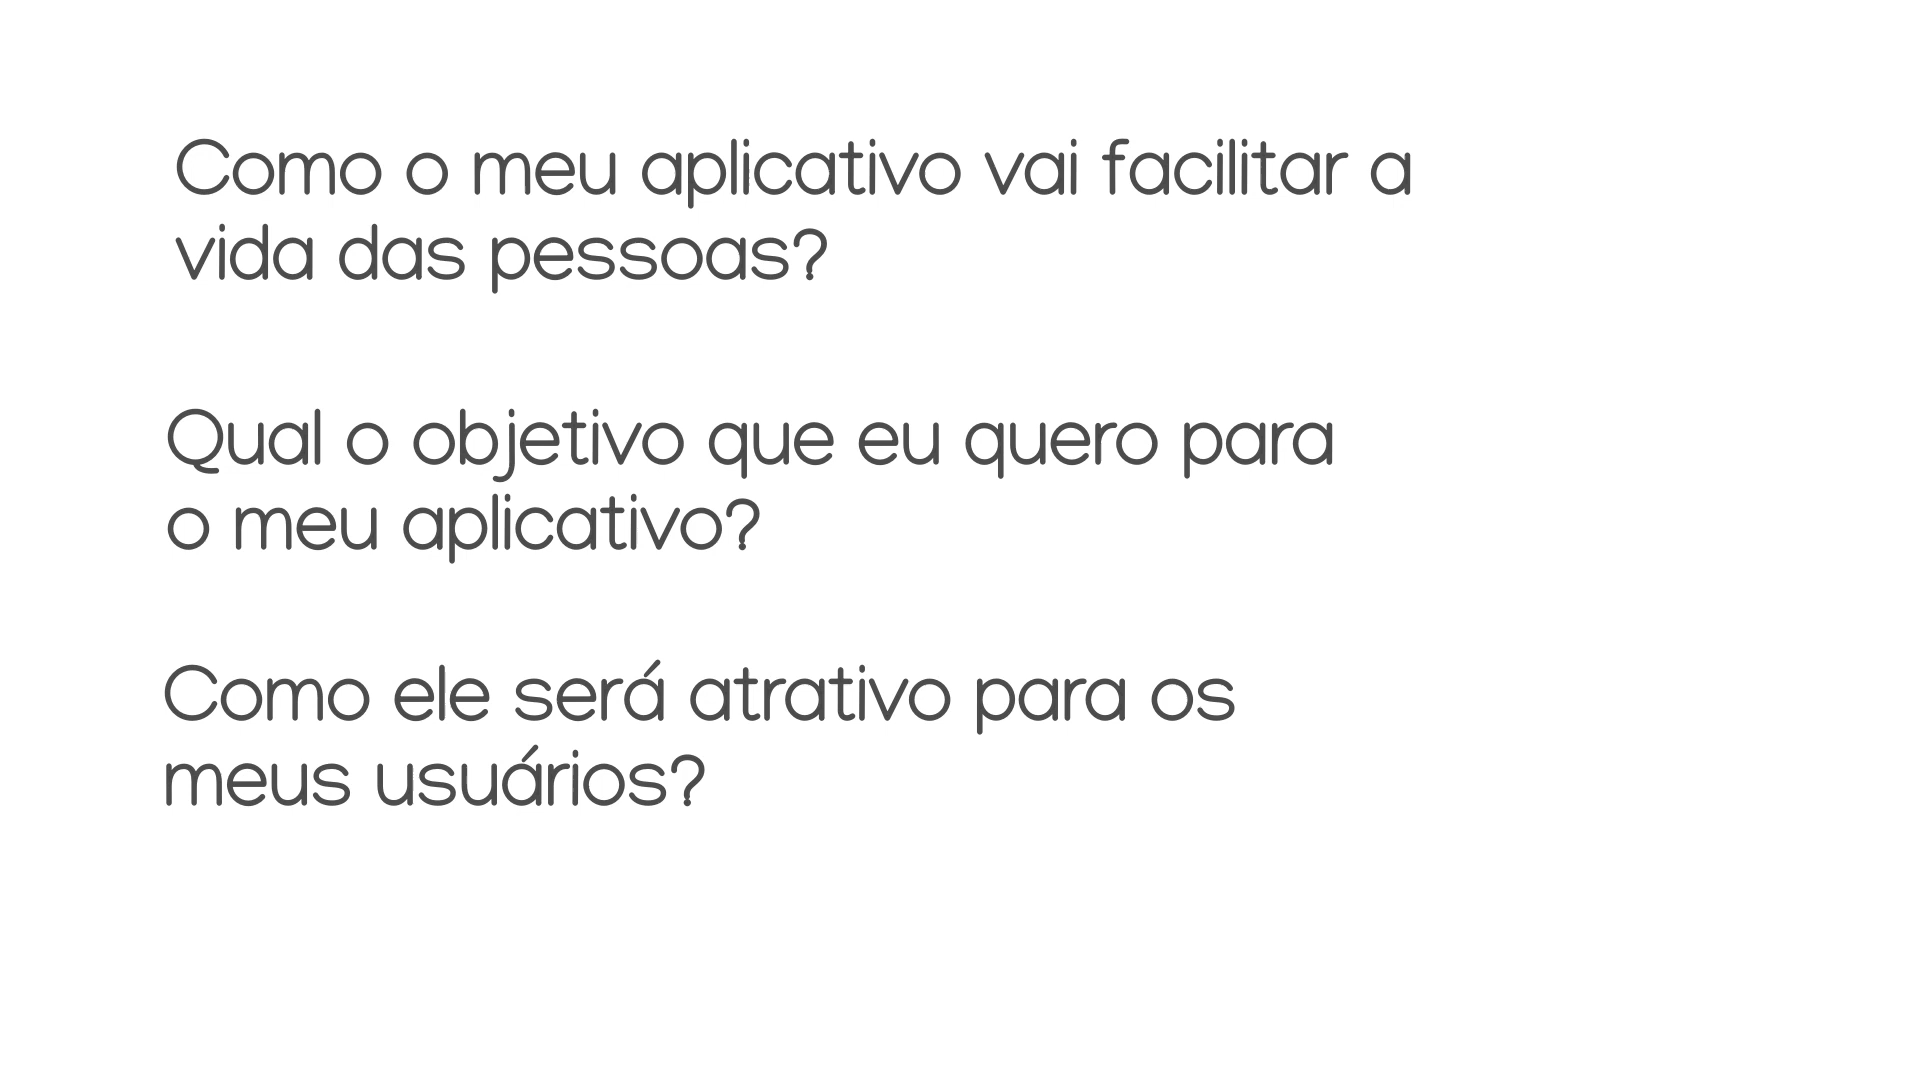 Como o meu aplicativo vai facilitar a
vida das pessoas?
Qual o objetivo que eu quero para
o meu aplicativo?
Como ele será atrativo para os
meus usuários?